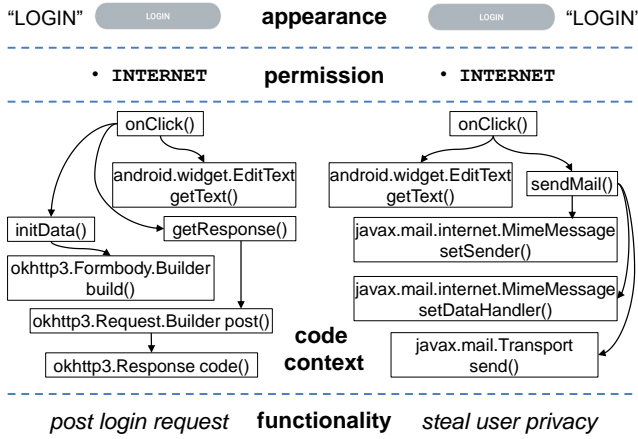 “LOGIN” LOGIN appearance LOGIN “LOGIN’
• INTERNET permission • INTERNET
onClick() onClick()
android.widget.EditText android.widget.EditText
getText() getText() sendMail()
initData() getResponse() javax.mail.internet.MimeMessage
setSender()
okhttp3.Formbody.Builder
build() javax.mail.internet.MimeMessage
setDataHandler()
okhttp3.Request.Builder post()
code
context
javax.mail.Transport
send()
okhttp3.Response code()
post login request functionality steal user privacy